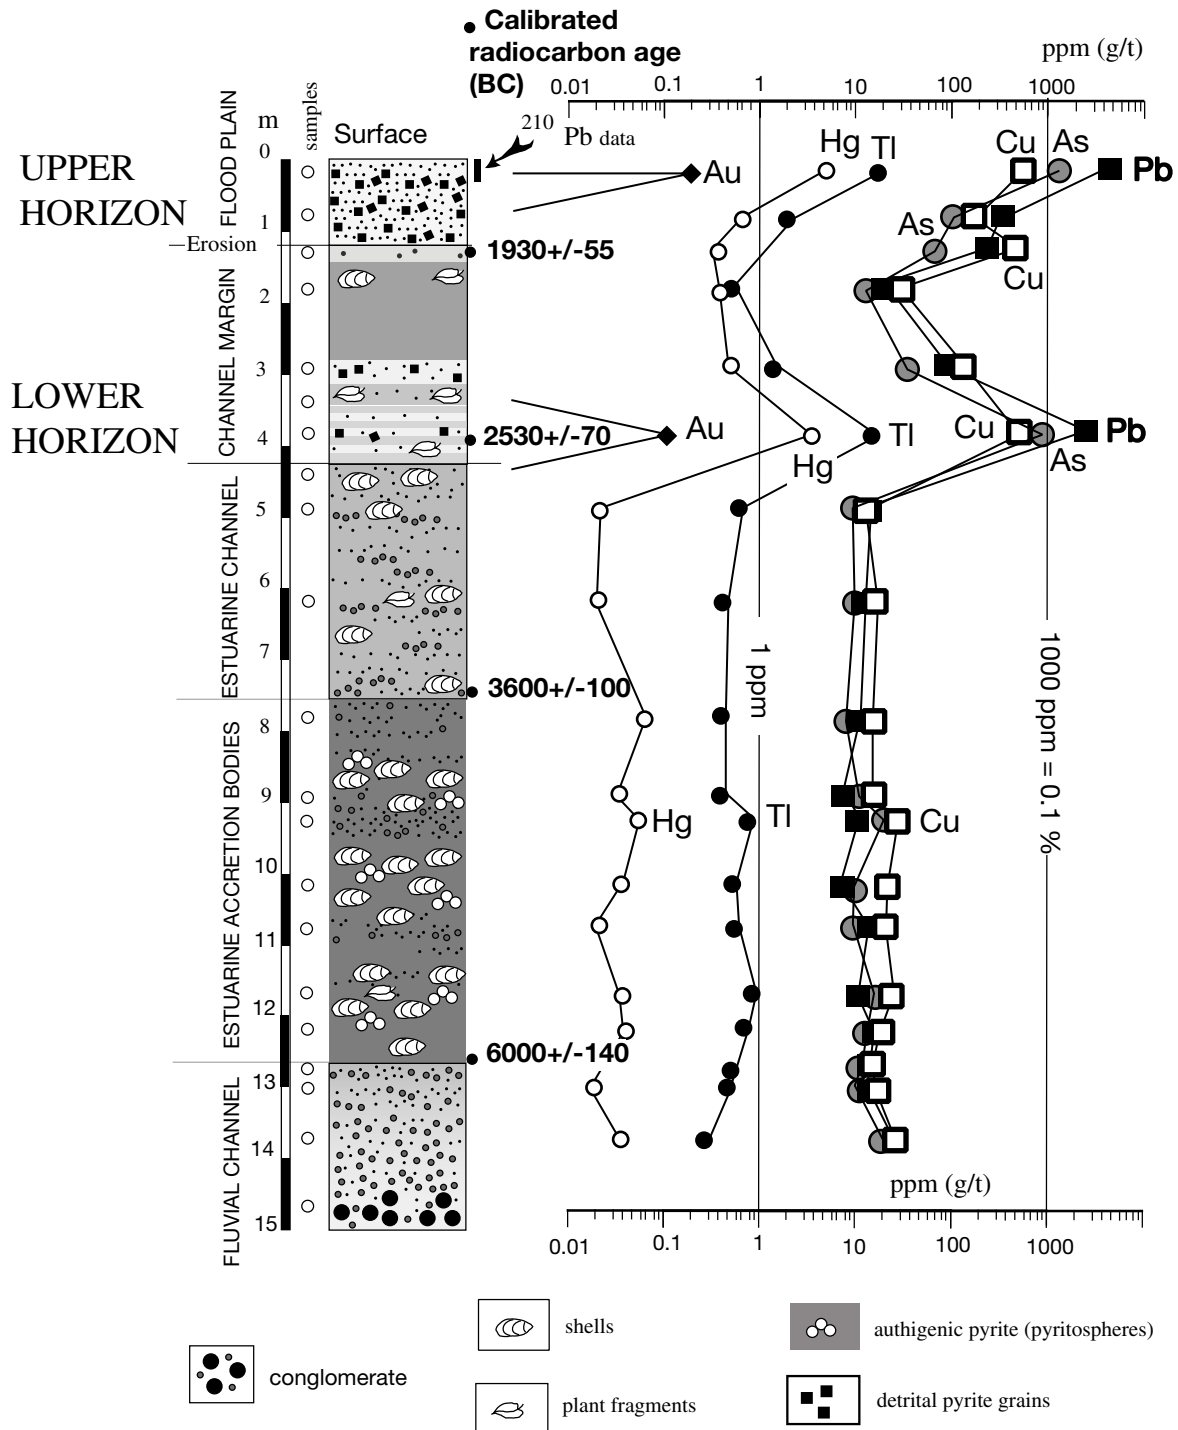 ● Calibrated
radiocarbon age
(BC)
ppm (g/t)
0.01 0.1 1 10 100 1000
FLOOD PLAIN
m
samples
Surface
210
Pb data
0
UPPER
HORIZON
Au
Hg
Tl
Cu
As
Pb
1
As
Erosion
1930+/-55
Cu
CHANNEL MARGIN
2
3
LOWER
HORIZON
4
2530+/-70
Au
Tl
Hg
Cu
Pb
As
ESTUARINE CHANNEL
5
6
7
1 ppm
1000 ppm = 0.1 %
3600+/-100
ESTUARINE ACCRETION BODIES
8
9
Hg
Tl
Cu
10
11
12
6000+/-140
FLUVIAL CHANNEL
13
14
15
ppm (g/t)
0.01 0.1 1 10 100 1000
shells
authigenic pyrite (pyritospheres)
conglomerate
plant fragments
detrital pyrite grains